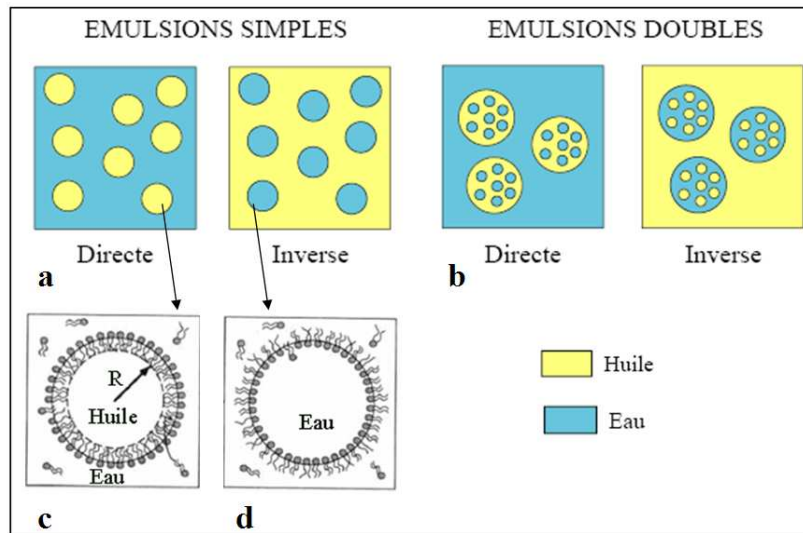 EMULSIONS SIMPLES
EMULSIONS DOUBLES
Directe
Inverse
Directe
Inverse
a
b
R
Huile
Eau
Eau
Huile
Eau
c
d